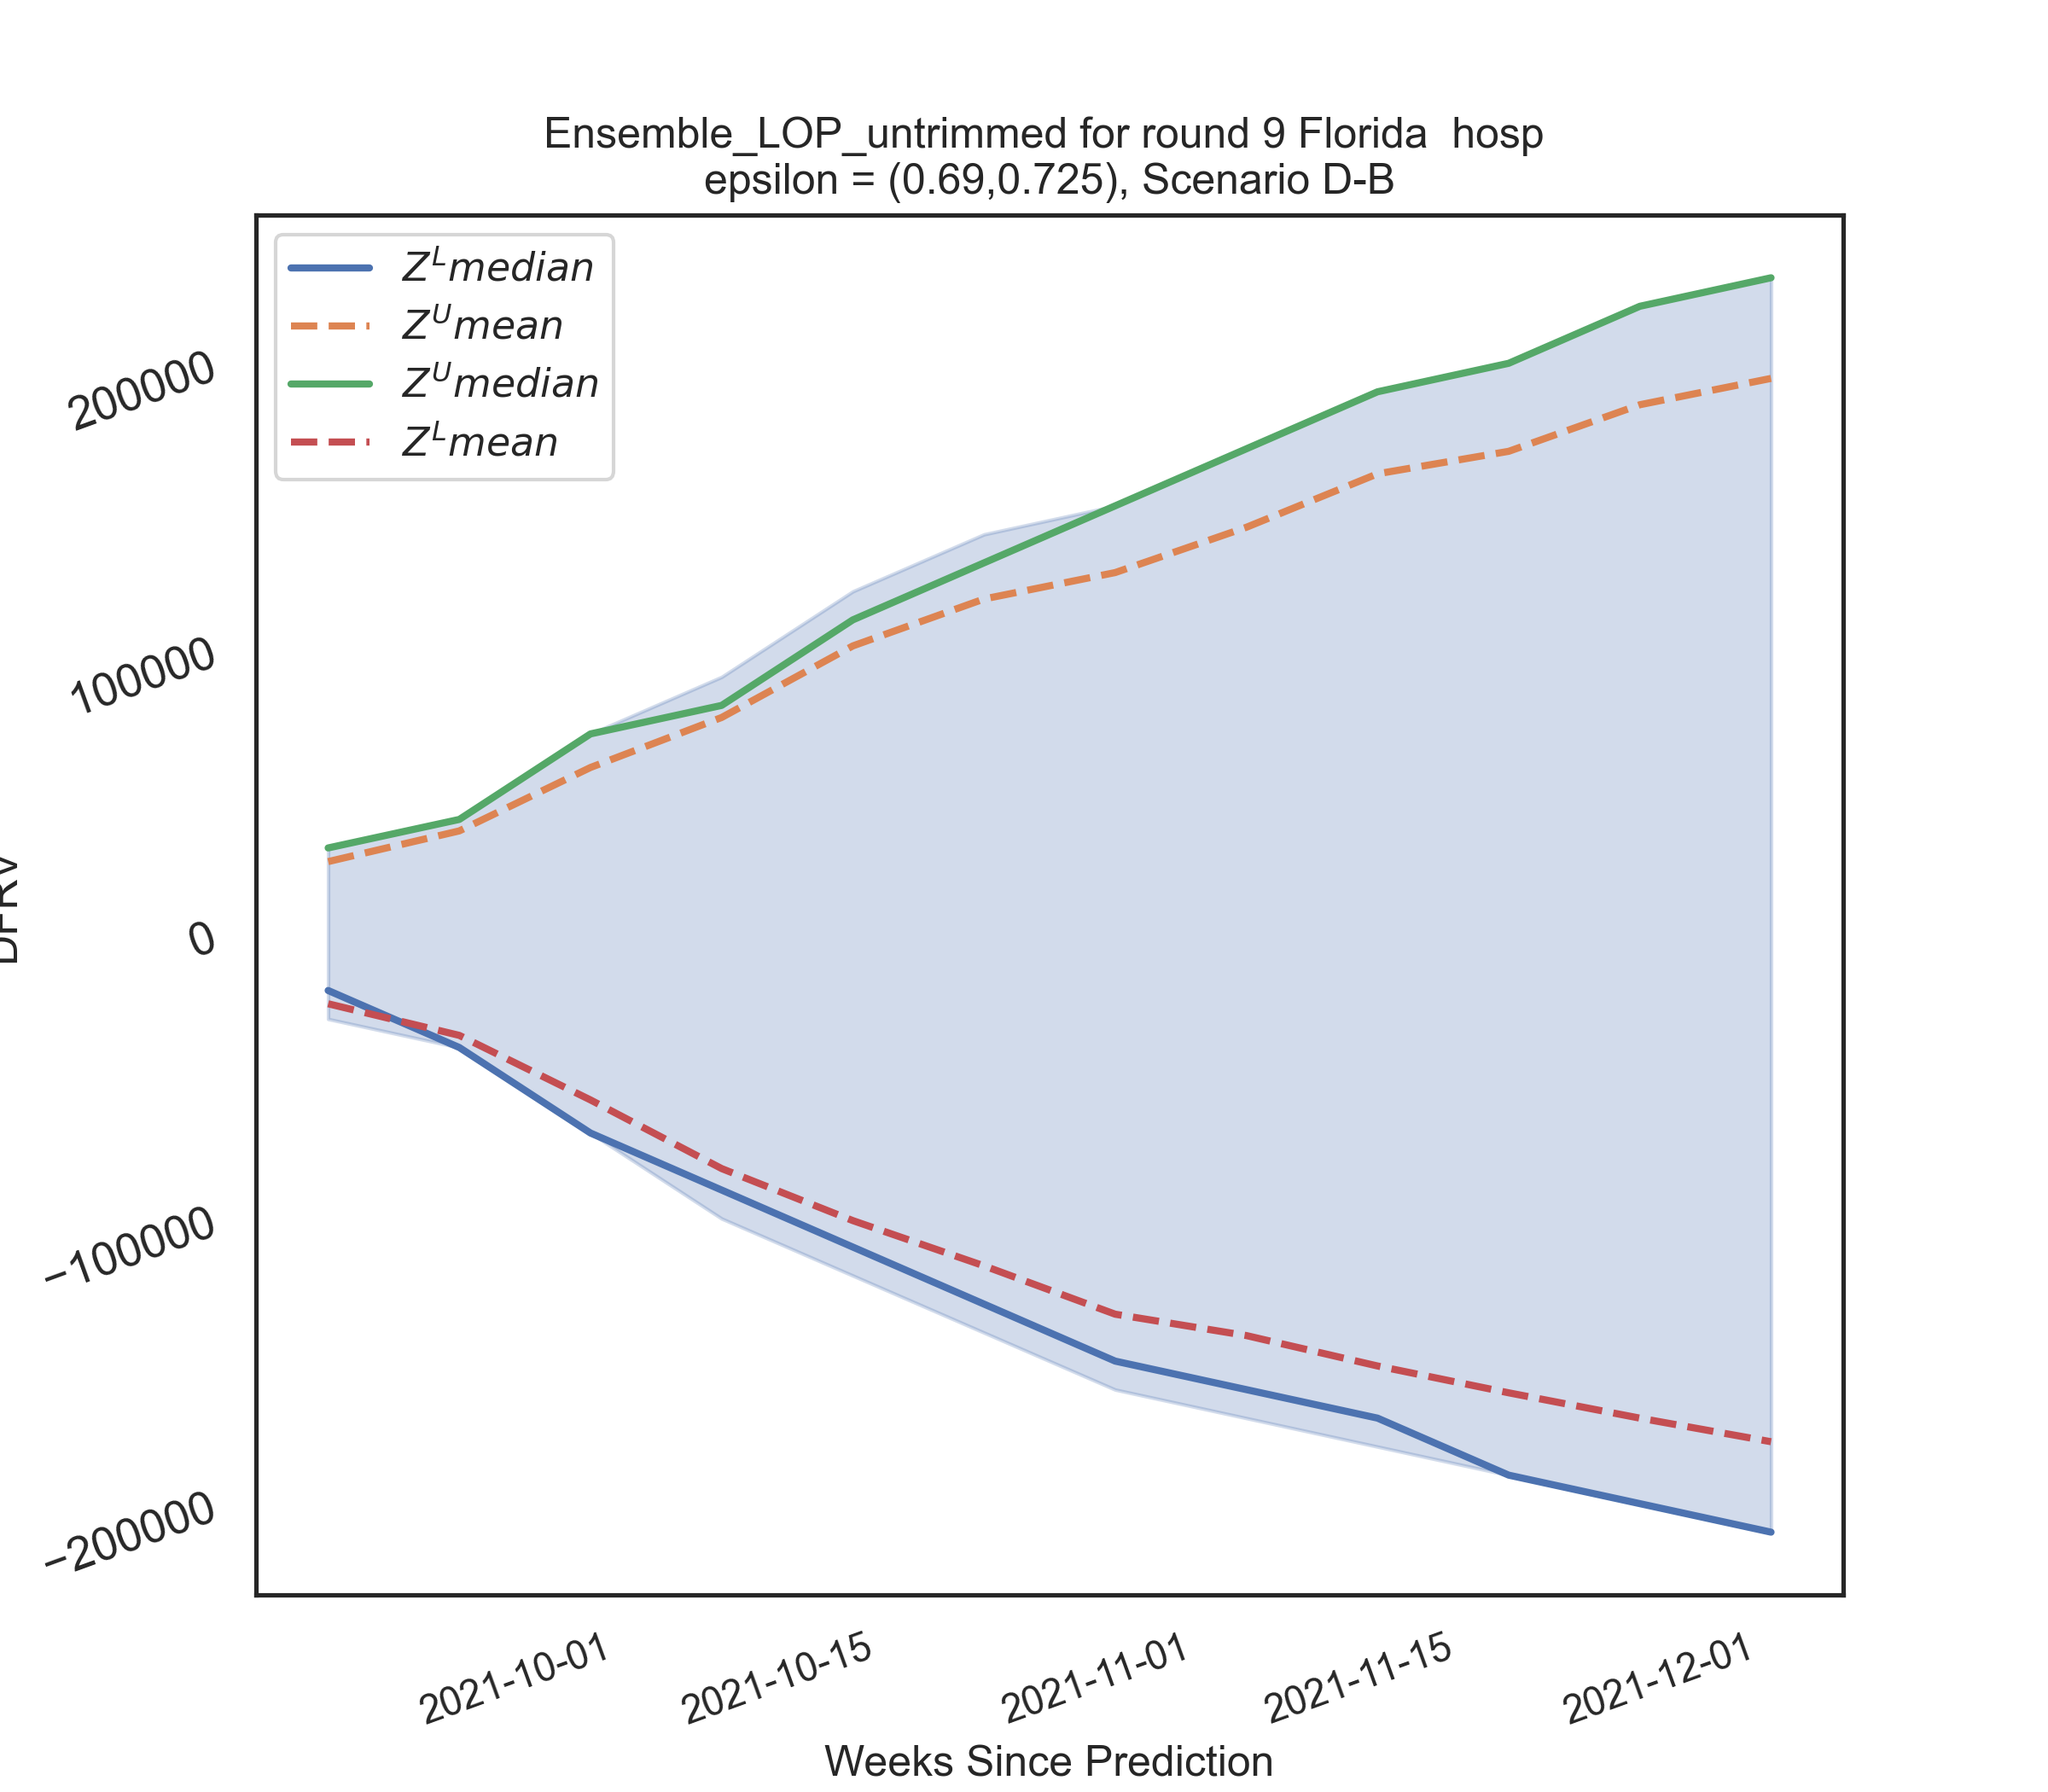 Ensemble_LOP_untrimmed for round 9 Florida  hosp
epsilon = (0.69,0.725), Scenario D-B
Z^L median
Z^U mean
Z^U median
Z^L mean
200000
100000
0
−100000
−200000
2021-10-01
2021-10-15
2021-11-01
2021-11-15
2021-12-01
Weeks Since Prediction